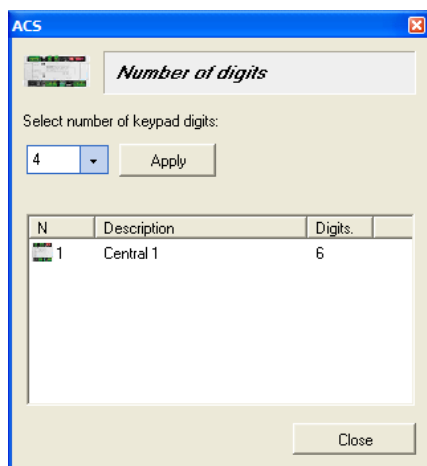 ACS
Number of digits
Select number of keypad digits:
4 Apply
N Description Digits.
1 Central 1 6
Close